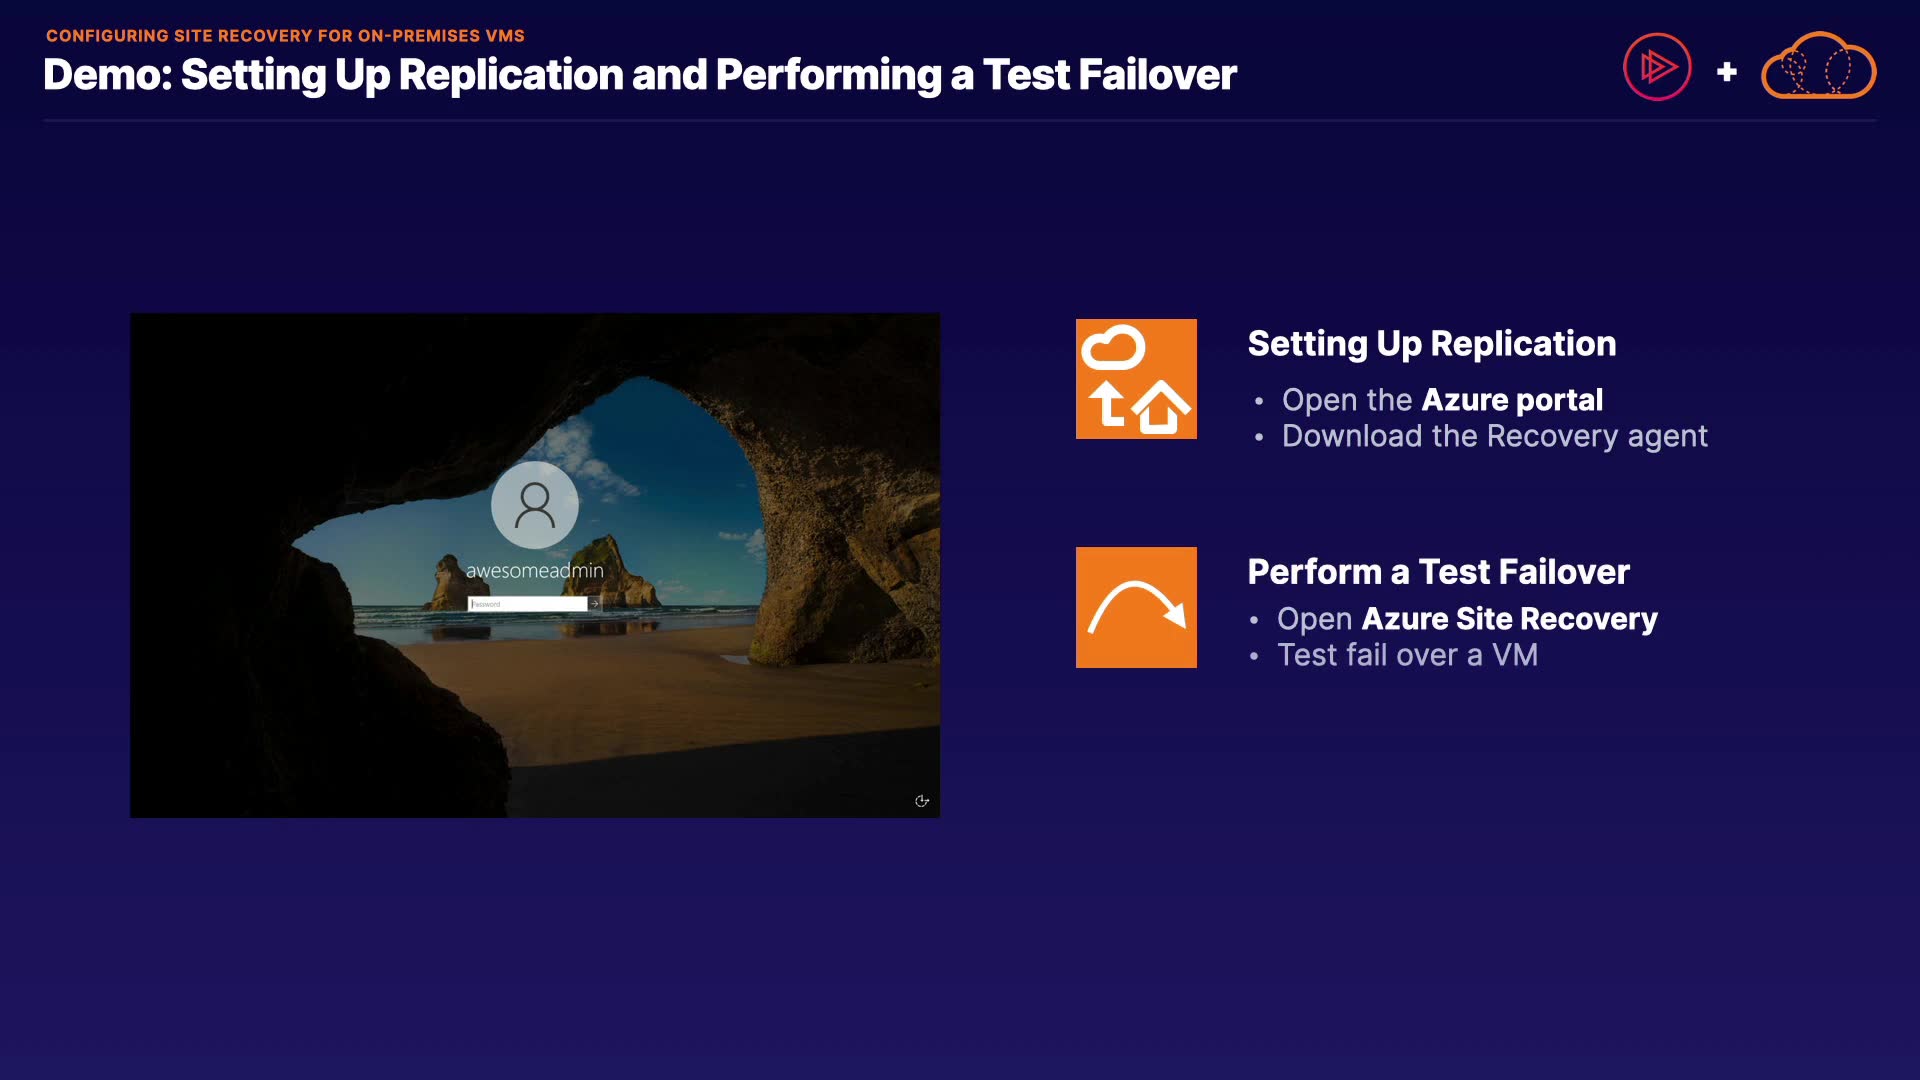 CONFIGURING SITE RECOVERY FOR ON-PREMISES VMS
Demo: Setting Up Replication and Performing a Test Failover
awesomeadmin
Password
Setting Up Replication
• Open the Azure portal
• Download the Recovery agent
Perform a Test Failover
• Open Azure Site Recovery
• Test fail over a VM